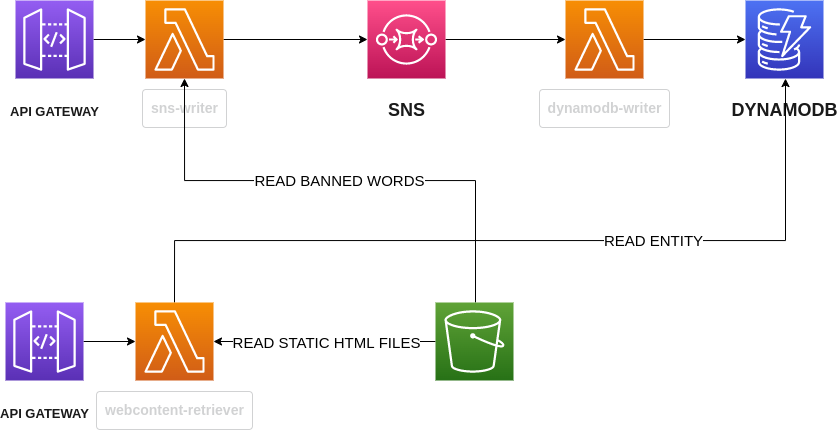 API GATEWAY
sns-writer
SNS
dynamodb-writer
DYNAMODB
READ BANNED WORDS
READ ENTITY
READ STATIC HTML FILES
API GATEWAY
webcontent-retriever